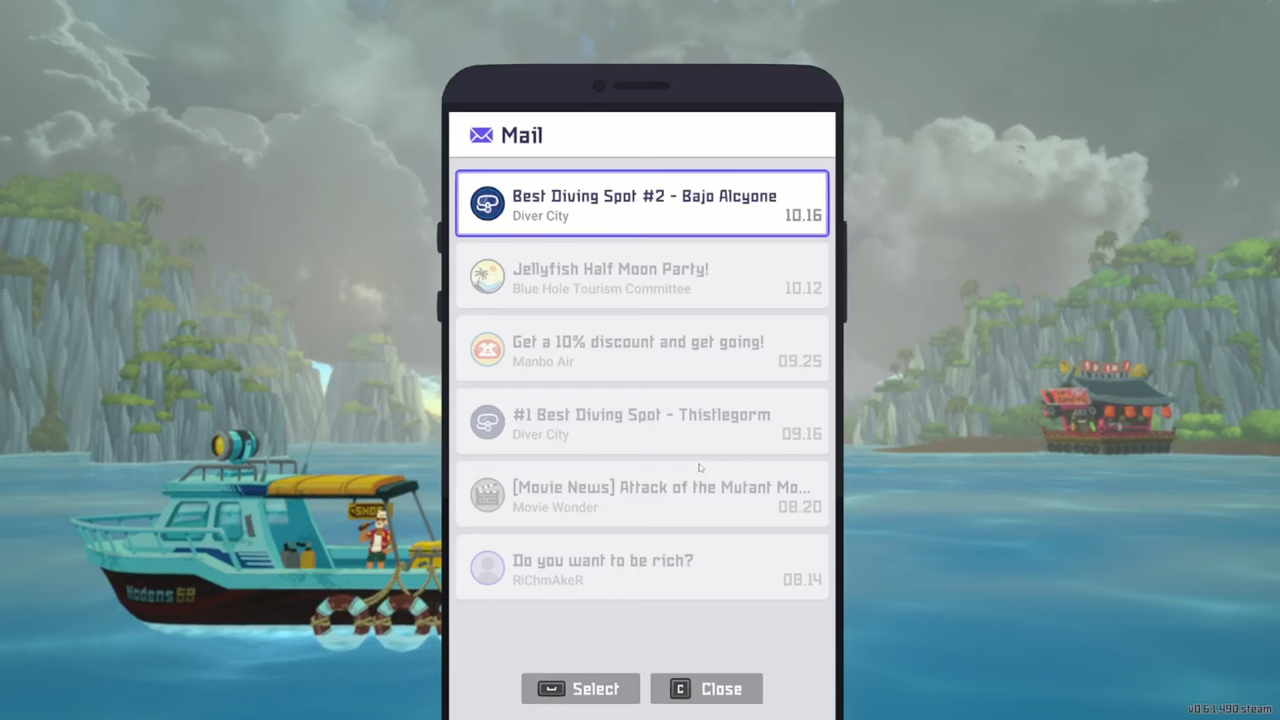 Mail
Best Diving Spot #2 - Bajo Alcyone
Diver City
10.16
Jellyfish Half Moon Party!
Blue Hole Tourism Committee
10.12
Get a 10% discount and get going!
Manbo Air
09.25
#1 Best Diving Spot - Thistlegorm
Diver City
09.16
[Movie News] Attack of the Mutant Mo...
Movie Wonder
08.20
Do you want to be rich?
RiChmAkeR
08.14
Select
C Close
SHOP
Nodens 68
v0.6.1.490.steam